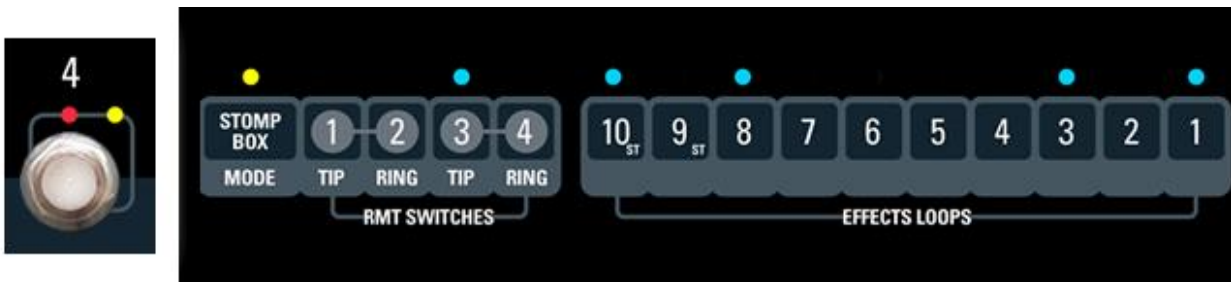 4
STOMP BOX 1 2 3 4 10 ST 9 ST 8 7 6 5 4 3 2 1
MODE TIP RING TIP RING
RMT SWITCHES EFFECTS LOOPS